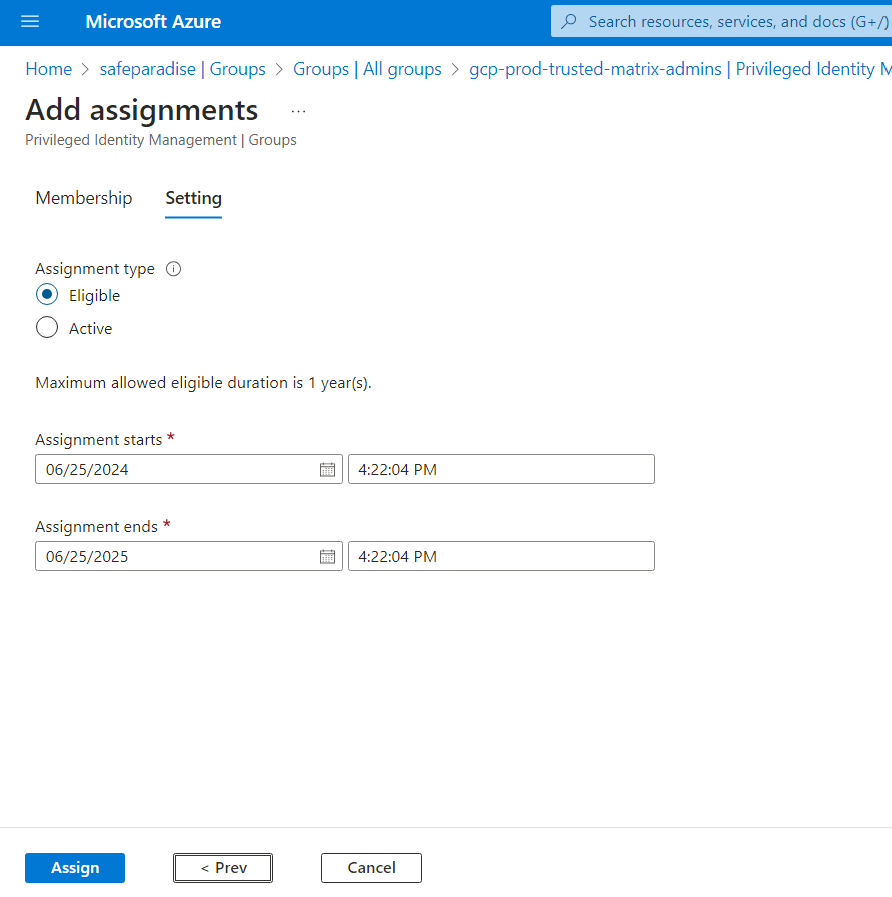 Microsoft Azure
Search resources, services, and docs (G+/)
Home > safeparadise | Groups > Groups | All groups > gcp-prod-trusted-matrix-admins | Privileged Identity M
Add assignments ...
Privileged Identity Management | Groups
Membership Setting
Assignment type
Eligible
Active
Maximum allowed eligible duration is 1 year(s).
Assignment starts *
06/25/2024 4:22:04 PM
Assignment ends *
06/25/2025 4:22:04 PM
Assign < Prev Cancel